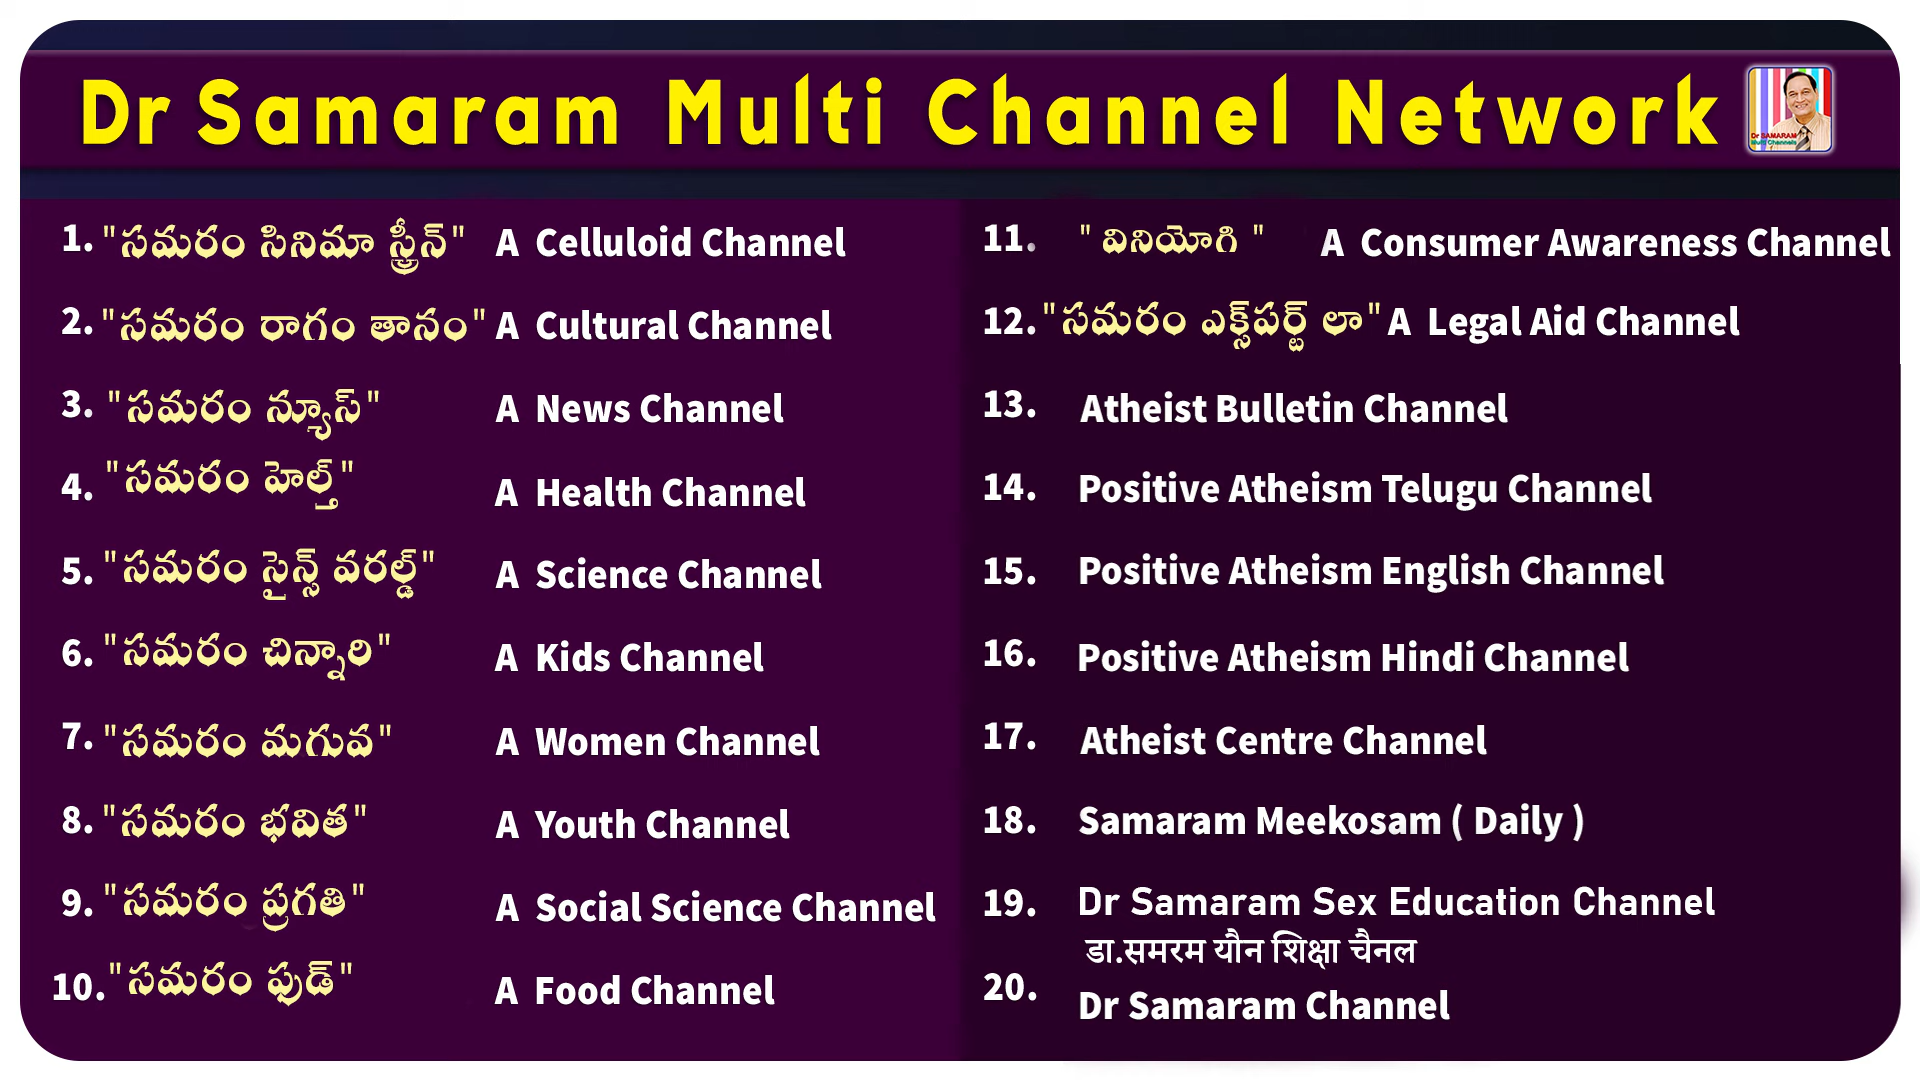 Dr Samaram Multi Channel Network
Dr SAMARAM
Multi Channels
1. "సమరం సినిమా స్క్రీన్" A Celluloid Channel
2. "సమరం రాగం తానం" A Cultural Channel
3. "సమరం న్యూస్" A News Channel
4. "సమరం హెల్త్" A Health Channel
5. "సమరం సైన్స్ వరల్డ్" A Science Channel
6. "సమరం చిన్నారి" A Kids Channel
7. "సమరం మగువ" A Women Channel
8. "సమరం భవిత" A Youth Channel
9. "సమరం ప్రగతి" A Social Science Channel
10. "సమరం ఫుడ్" A Food Channel
11. " వినియోగి " A Consumer Awareness Channel
12. "సమరం ఎక్స్‌పర్ట్ లా" A Legal Aid Channel
13. Atheist Bulletin Channel
14. Positive Atheism Telugu Channel
15. Positive Atheism English Channel
16. Positive Atheism Hindi Channel
17. Atheist Centre Channel
18. Samaram Meekosam ( Daily )
19. Dr Samaram Sex Education Channel
डा.समरम यौन शिक्षा चैनल
20. Dr Samaram Channel